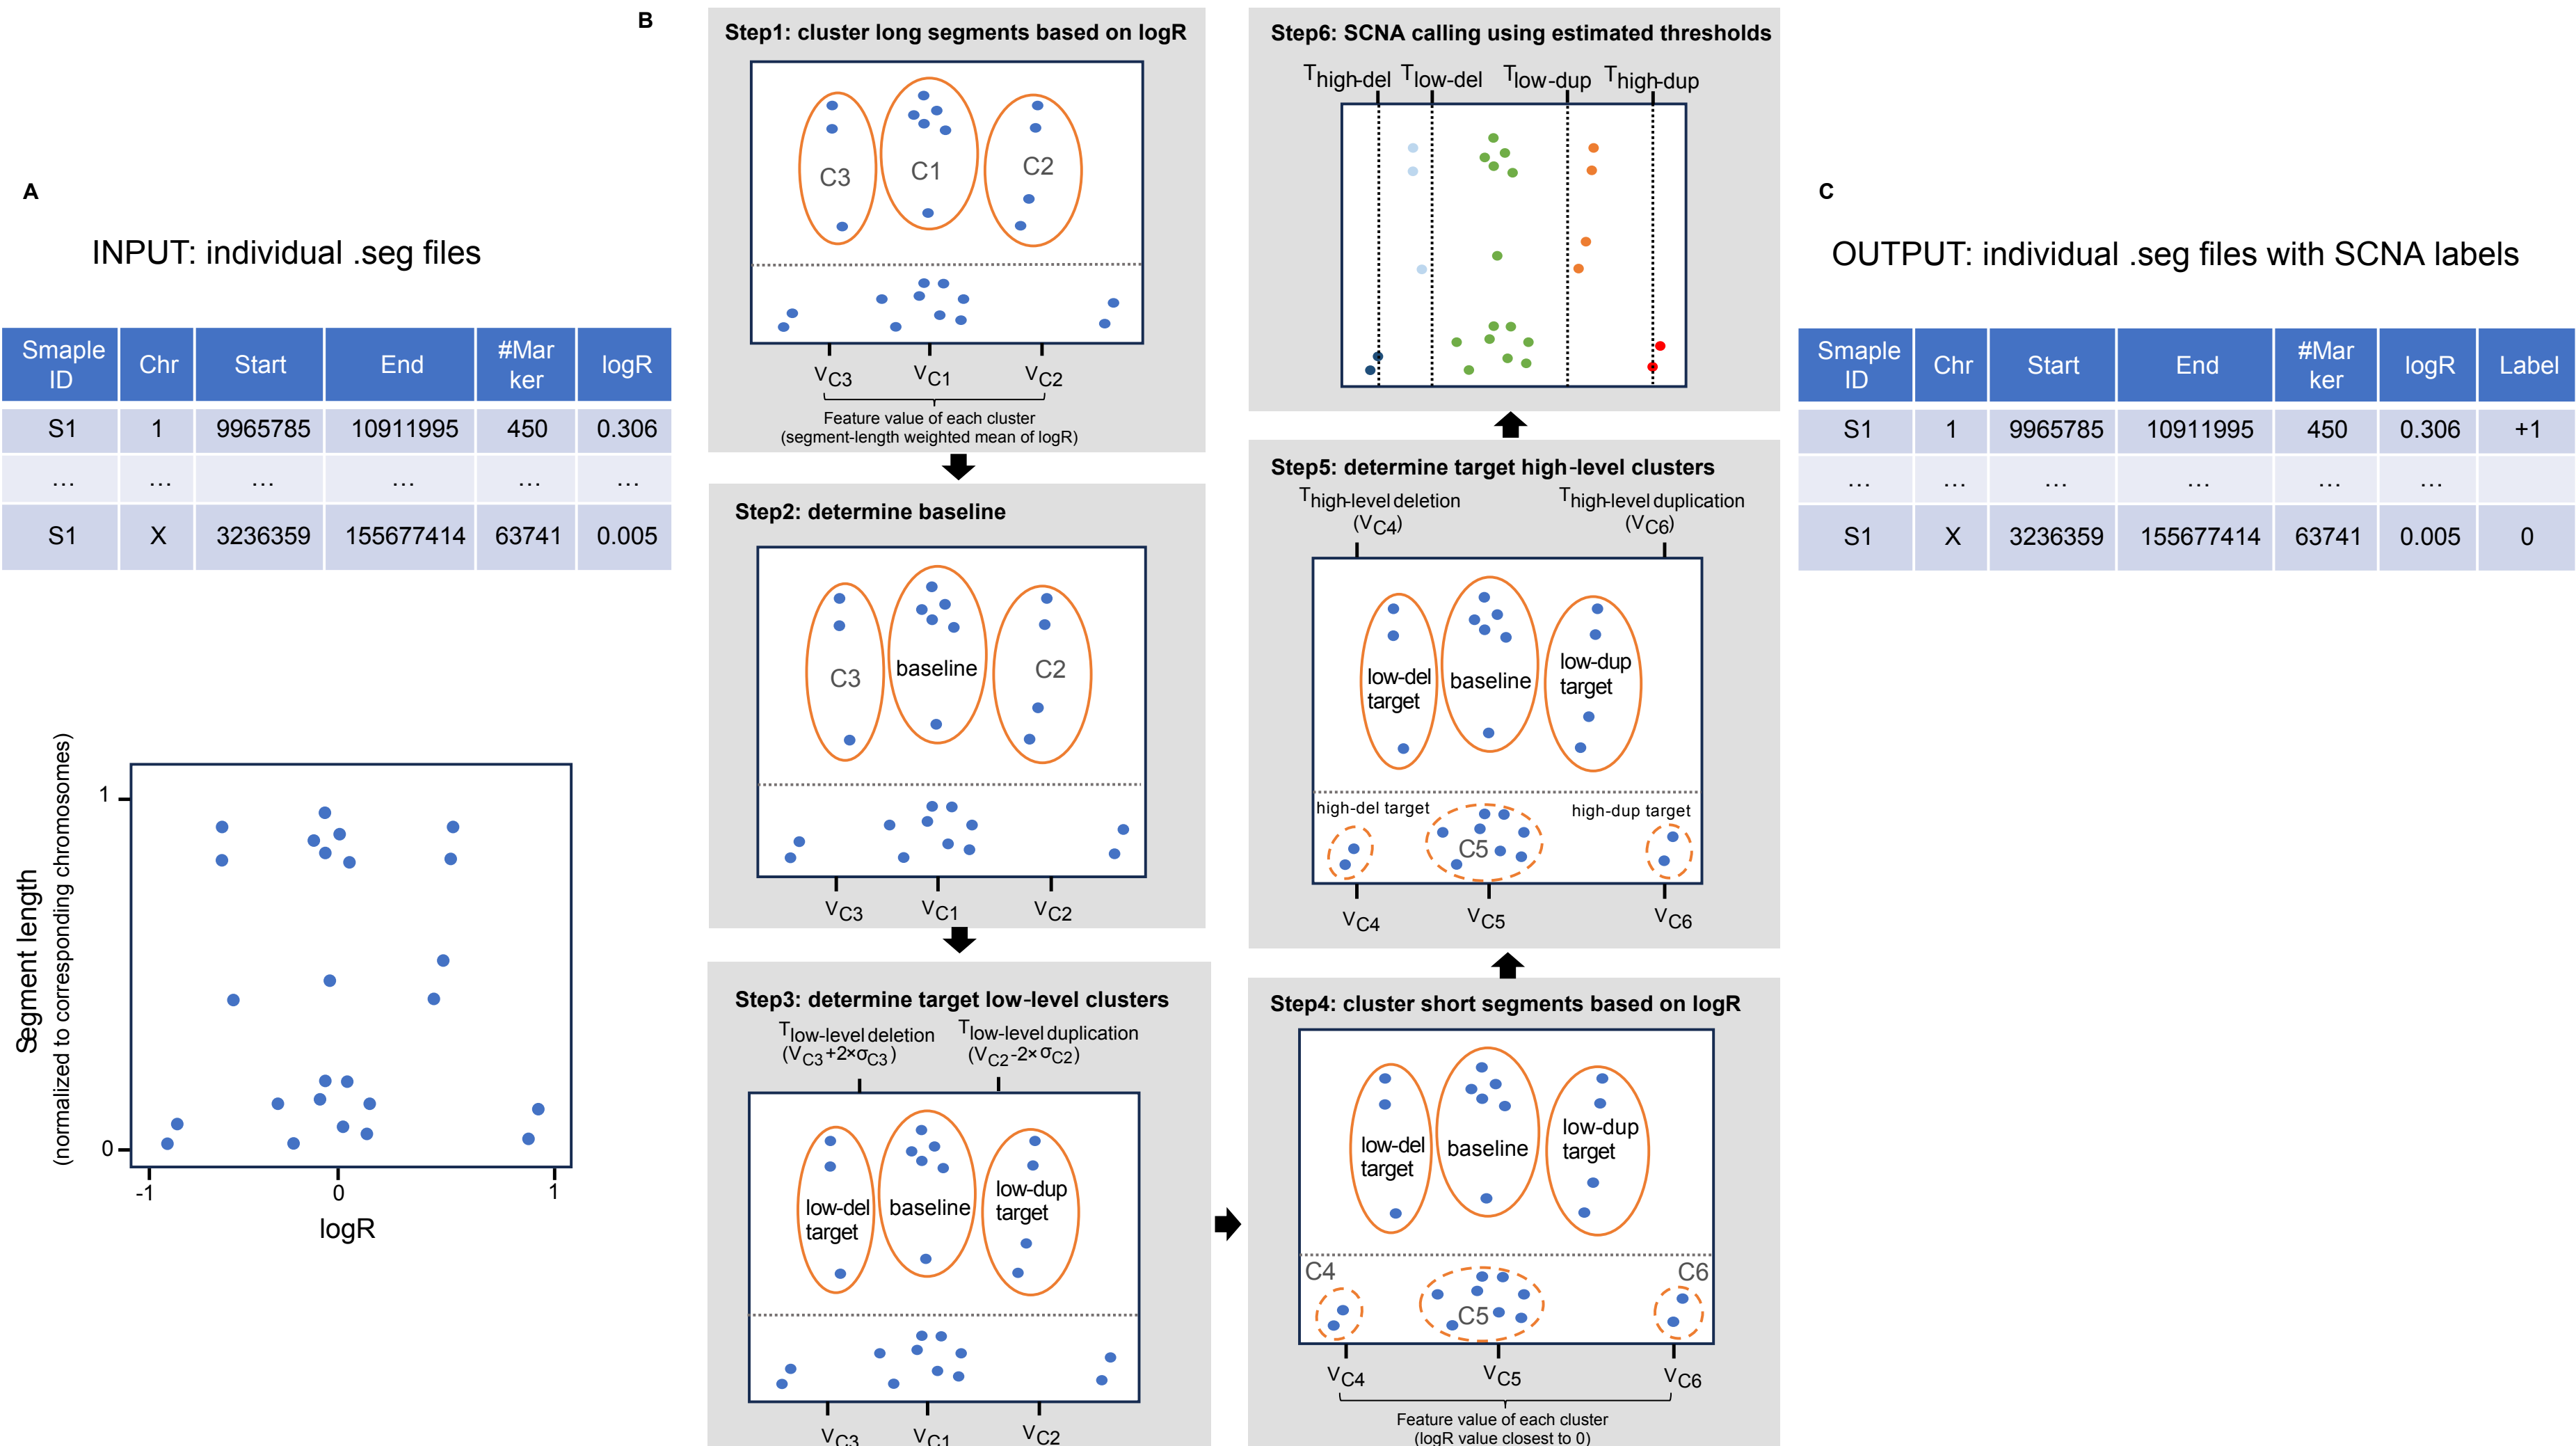 A
INPUT: individual .seg files
Smaple ID Chr Start End #Mar ker logR
S1 1 9965785 10911995 450 0.306
... ... ... ... ... ...
S1 X 3236359 155677414 63741 0.005
Segment length
(normalized to corresponding chromosomes)
1
0
-1 0 1
logR
B
Step1: cluster long segments based on logR
C3 C1 C2
VC3 VC1 VC2
Feature value of each cluster
(segment-length weighted mean of logR)
Step2: determine baseline
C3 baseline C2
VC3 VC1 VC2
Step3: determine target low-level clusters
Tlow-level deletion Tlow-level duplication
(VC3+2×σC3) (VC2-2×σC2)
low-del target baseline low-dup target
VC3 VC1 VC2
Step4: cluster short segments based on logR
low-del target baseline low-dup target
C4 C5 C6
VC4 VC5 VC6
Feature value of each cluster
(logR value closest to 0)
Step5: determine target high-level clusters
Thigh-level deletion Thigh-level duplication
(VC4) (VC6)
low-del target baseline low-dup target
high-del target high-dup target
C5
VC4 VC5 VC6
Step6: SCNA calling using estimated thresholds
Thigh-del Tlow-del Tlow-dup Thigh-dup
C
OUTPUT: individual .seg files with SCNA labels
Smaple ID Chr Start End #Mar ker logR Label
S1 1 9965785 10911995 450 0.306 +1
... ... ... ... ... ...
S1 X 3236359 155677414 63741 0.005 0